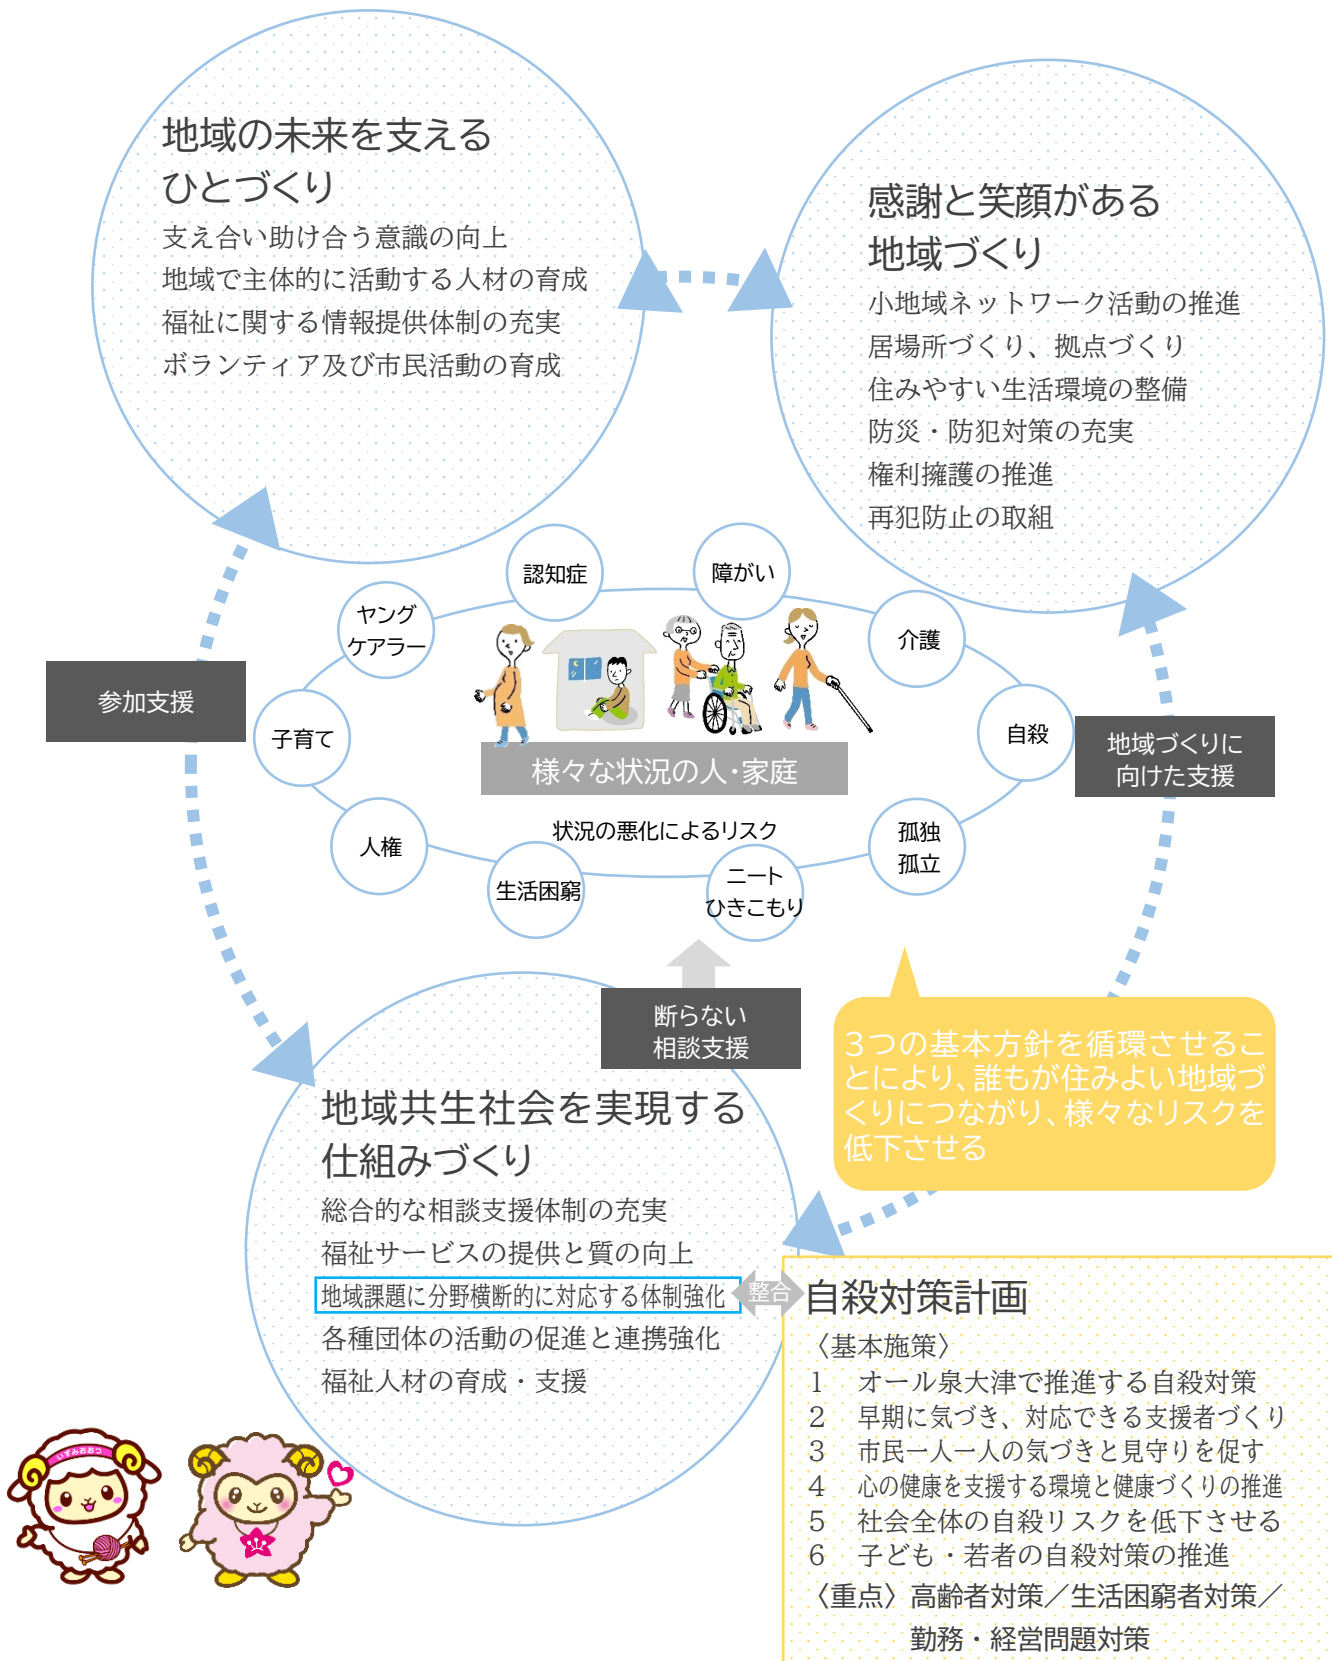 地域の未来を支える
ひとづくり
支え合い助け合う意識の向上
地域で主体的に活動する人材の育成
福祉に関する情報提供体制の充実
ボランティア及び市民活動の育成
感謝と笑顔がある
地域づくり
小地域ネットワーク活動の推進
居場所づくり、拠点づくり
住みやすい生活環境の整備
防災・防犯対策の充実
権利擁護の推進
再犯防止の取組
認知症
障がい
ヤング
ケアラー
介護
参加支援
子育て
自殺
地域づくりに
向けた支援
様々な状況の人・家庭
状況の悪化によるリスク
人権
孤独
孤立
生活困窮
ニート
ひきこもり
断らない
相談支援
3つの基本方針を循環させるこ
とにより、誰もが住みよい地域づ
くりにつながり、様々なリスクを
低下させる
地域共生社会を実現する
仕組みづくり
総合的な相談支援体制の充実
福祉サービスの提供と質の向上
地域課題に分野横断的に対応する体制強化
各種団体の活動の促進と連携強化
福祉人材の育成・支援
整合
自殺対策計画
〈基本施策〉
1 オール泉大津で推進する自殺対策
2 早期に気づき、対応できる支援者づくり
3 市民一人一人の気づきと見守りを促す
4 心の健康を支援する環境と健康づくりの推進
5 社会全体の自殺リスクを低下させる
6 子ども・若者の自殺対策の推進
〈重点〉高齢者対策／生活困窮者対策／
勤務・経営問題対策
いずみおおつ